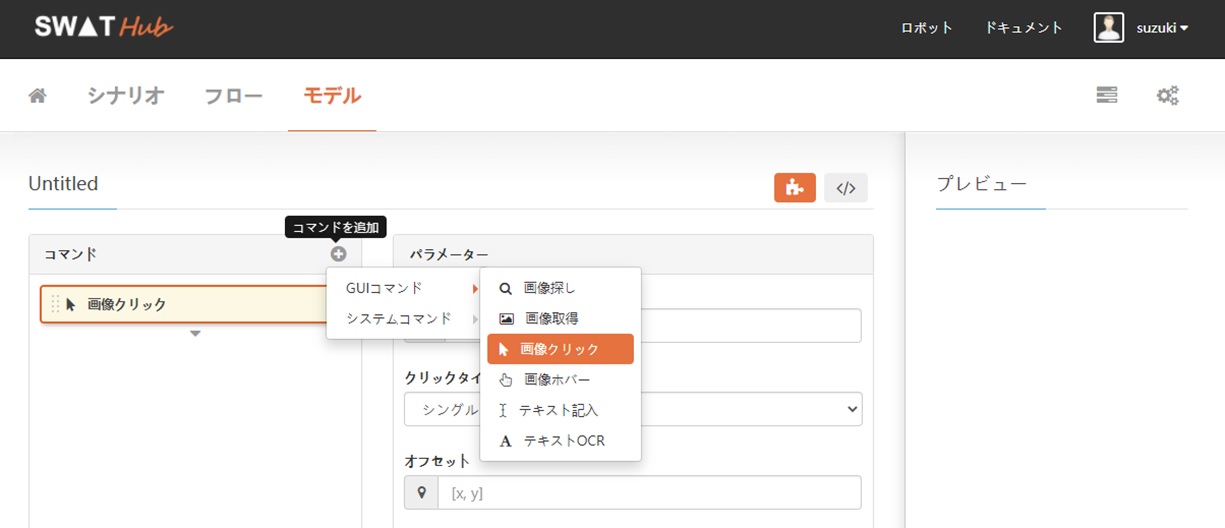 SWAT Hub
ロボット ドキュメント suzuki
シナリオ フロー モデル
Untitled
</>
プレビュー
コマンドを追加
コマンド
パラメーター
画像クリック
GUIコマンド
システムコマンド
画像探し
画像取得
画像クリック
画像ホバー
テキスト記入
A テキストOCR
クリックタイ
シングル
オフセット
[x, y]